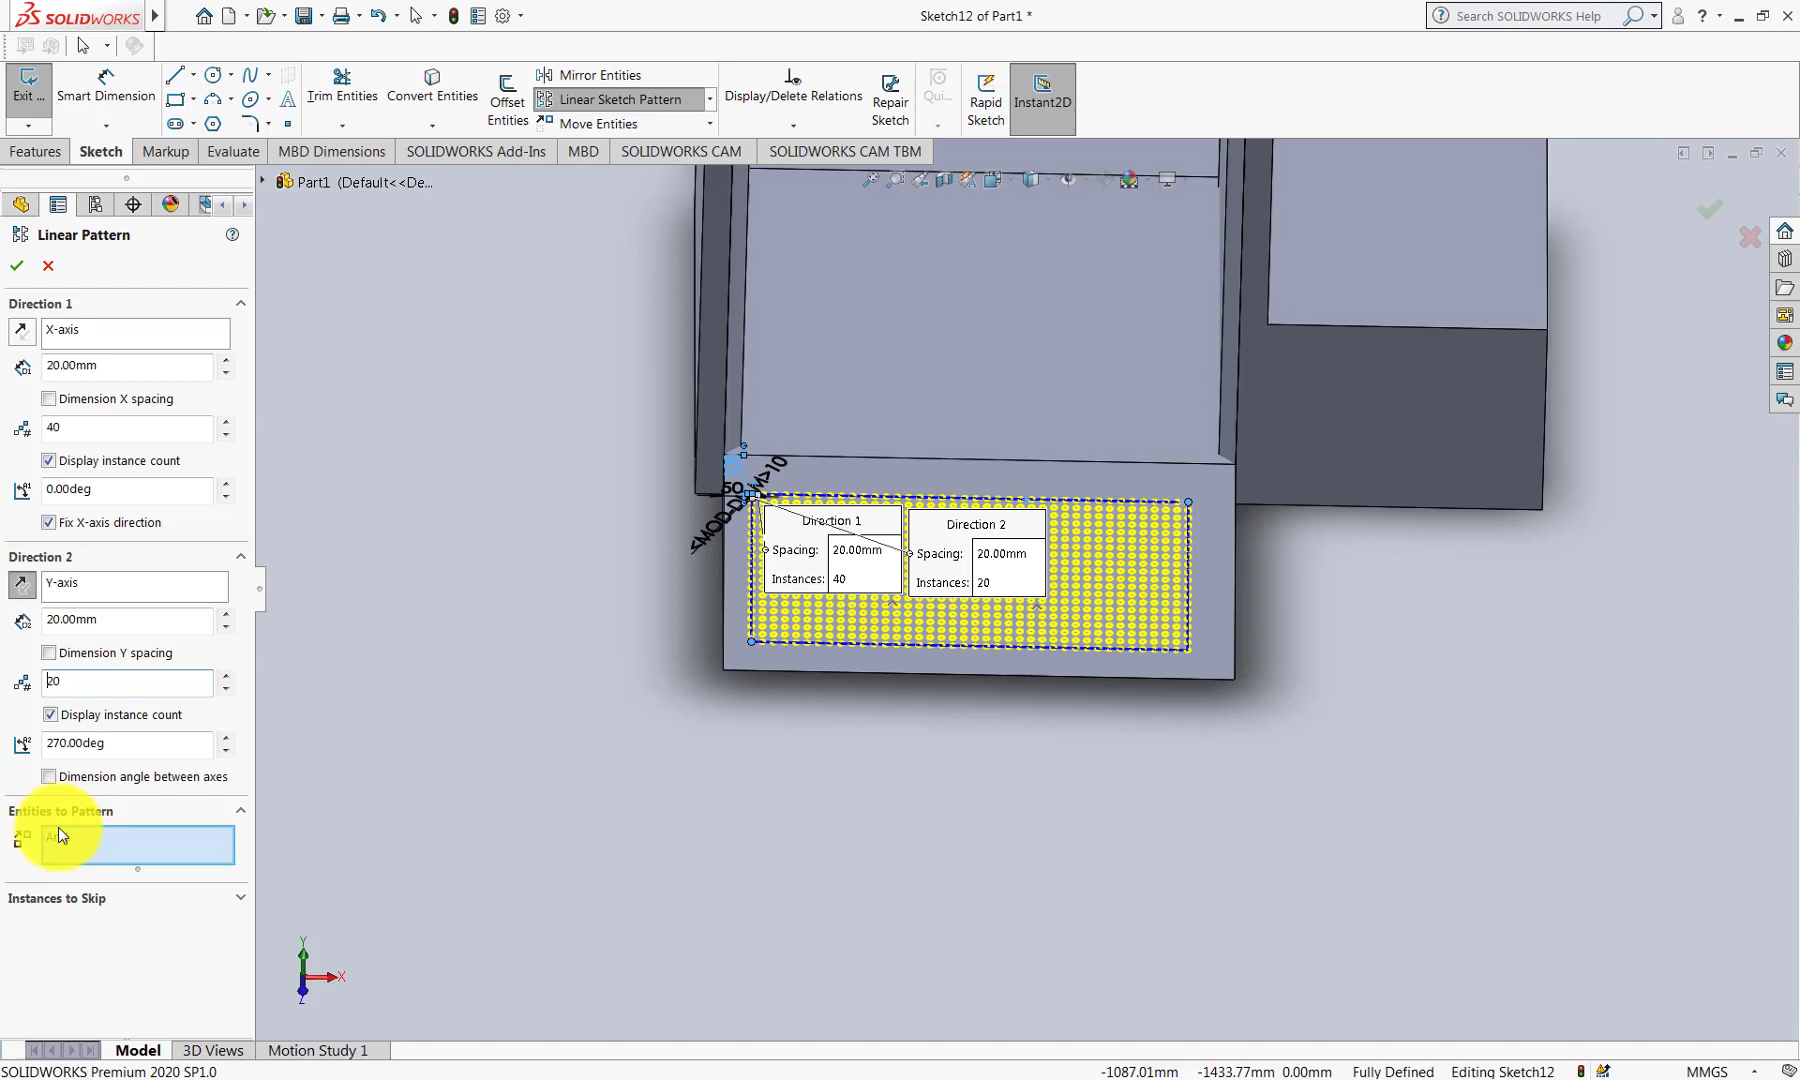 SOLIDWORKS
Sketch12 of Part1 *
Search SOLIDWORKS Help
Exit ...
Smart Dimension
Trim Entities
Convert Entities
Offset Entities
Mirror Entities
Linear Sketch Pattern
Move Entities
Display/Delete Relations
Repair Sketch
Qui...
Rapid Sketch
Instant2D
Features
Sketch
Markup
Evaluate
MBD Dimensions
SOLIDWORKS Add-Ins
MBD
SOLIDWORKS CAM
SOLIDWORKS CAM TBM
Part1 (Default<<De...
Linear Pattern
Direction 1
X-axis
20.00mm
Dimension X spacing
40
Display instance count
0.00deg
Fix X-axis direction
Direction 2
Y-axis
20.00mm
Dimension Y spacing
20
Display instance count
270.00deg
Dimension angle between axes
Entities to Pattern
Instances to Skip
50
<MOD-DIAM>10
Direction 1
Spacing: 20.00mm
Instances: 40
Direction 2
Spacing: 20.00mm
Instances: 20
Y
X
Z
Model
3D Views
Motion Study 1
SOLIDWORKS Premium 2020 SP1.0
-1087.01mm
-1433.77mm
0.00mm
Fully Defined
Editing Sketch12
MMGS